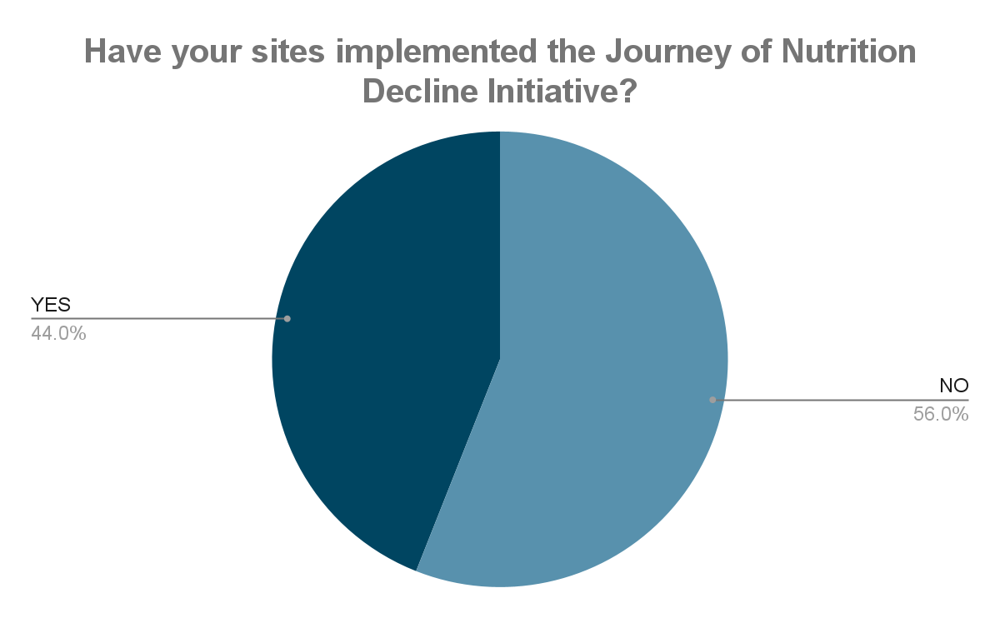 Have your sites implemented the Journey of Nutrition
Decline Initiative?
YES
44.0%
NO
56.0%